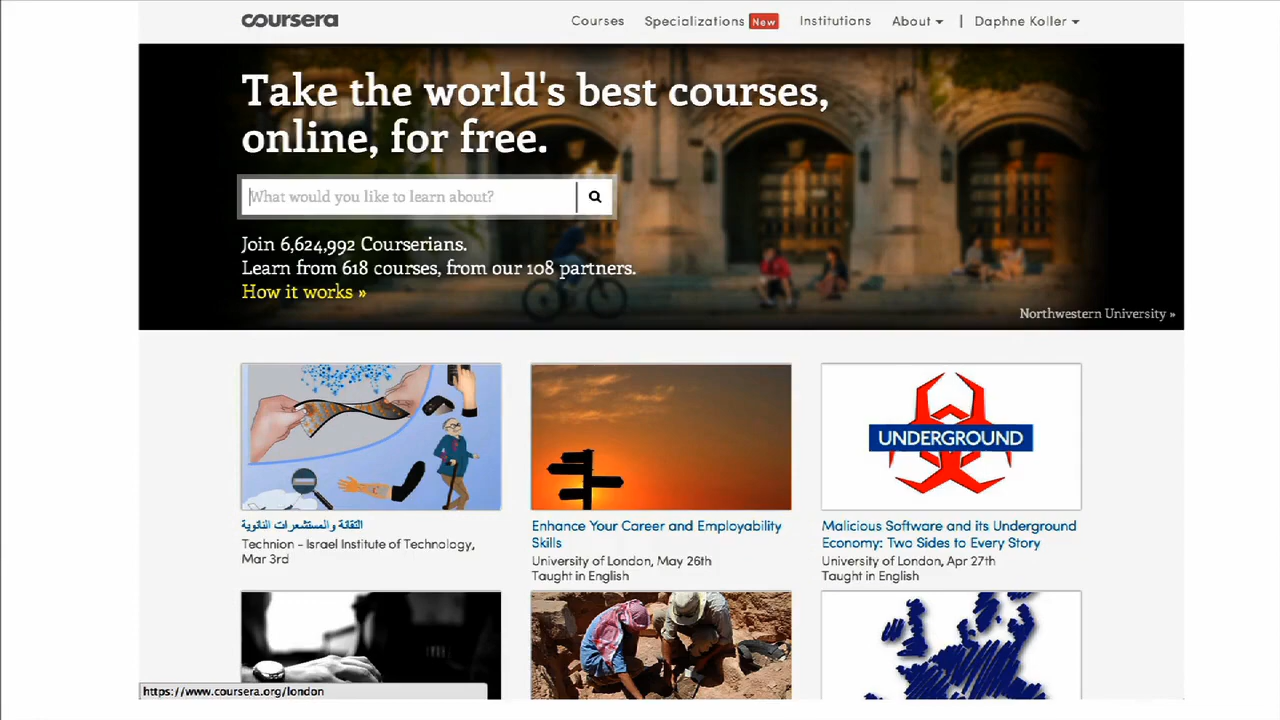 coursera
Courses Specializations New Institutions About | Daphne Koller
Take the world's best courses,
online, for free.
What would you like to learn about?
Join 6,624,992 Courserians.
Learn from 618 courses, from our 108 partners.
How it works »
Northwestern University »
UNDERGROUND
التقانة والمستشعرات النانوية
Technion - Israel Institute of Technology,
Mar 3rd
Enhance Your Career and Employability
Skills
University of London, May 26th
Taught in English
Malicious Software and its Underground
Economy: Two Sides to Every Story
University of London, Apr 27th
Taught in English
https://www.coursera.org/london